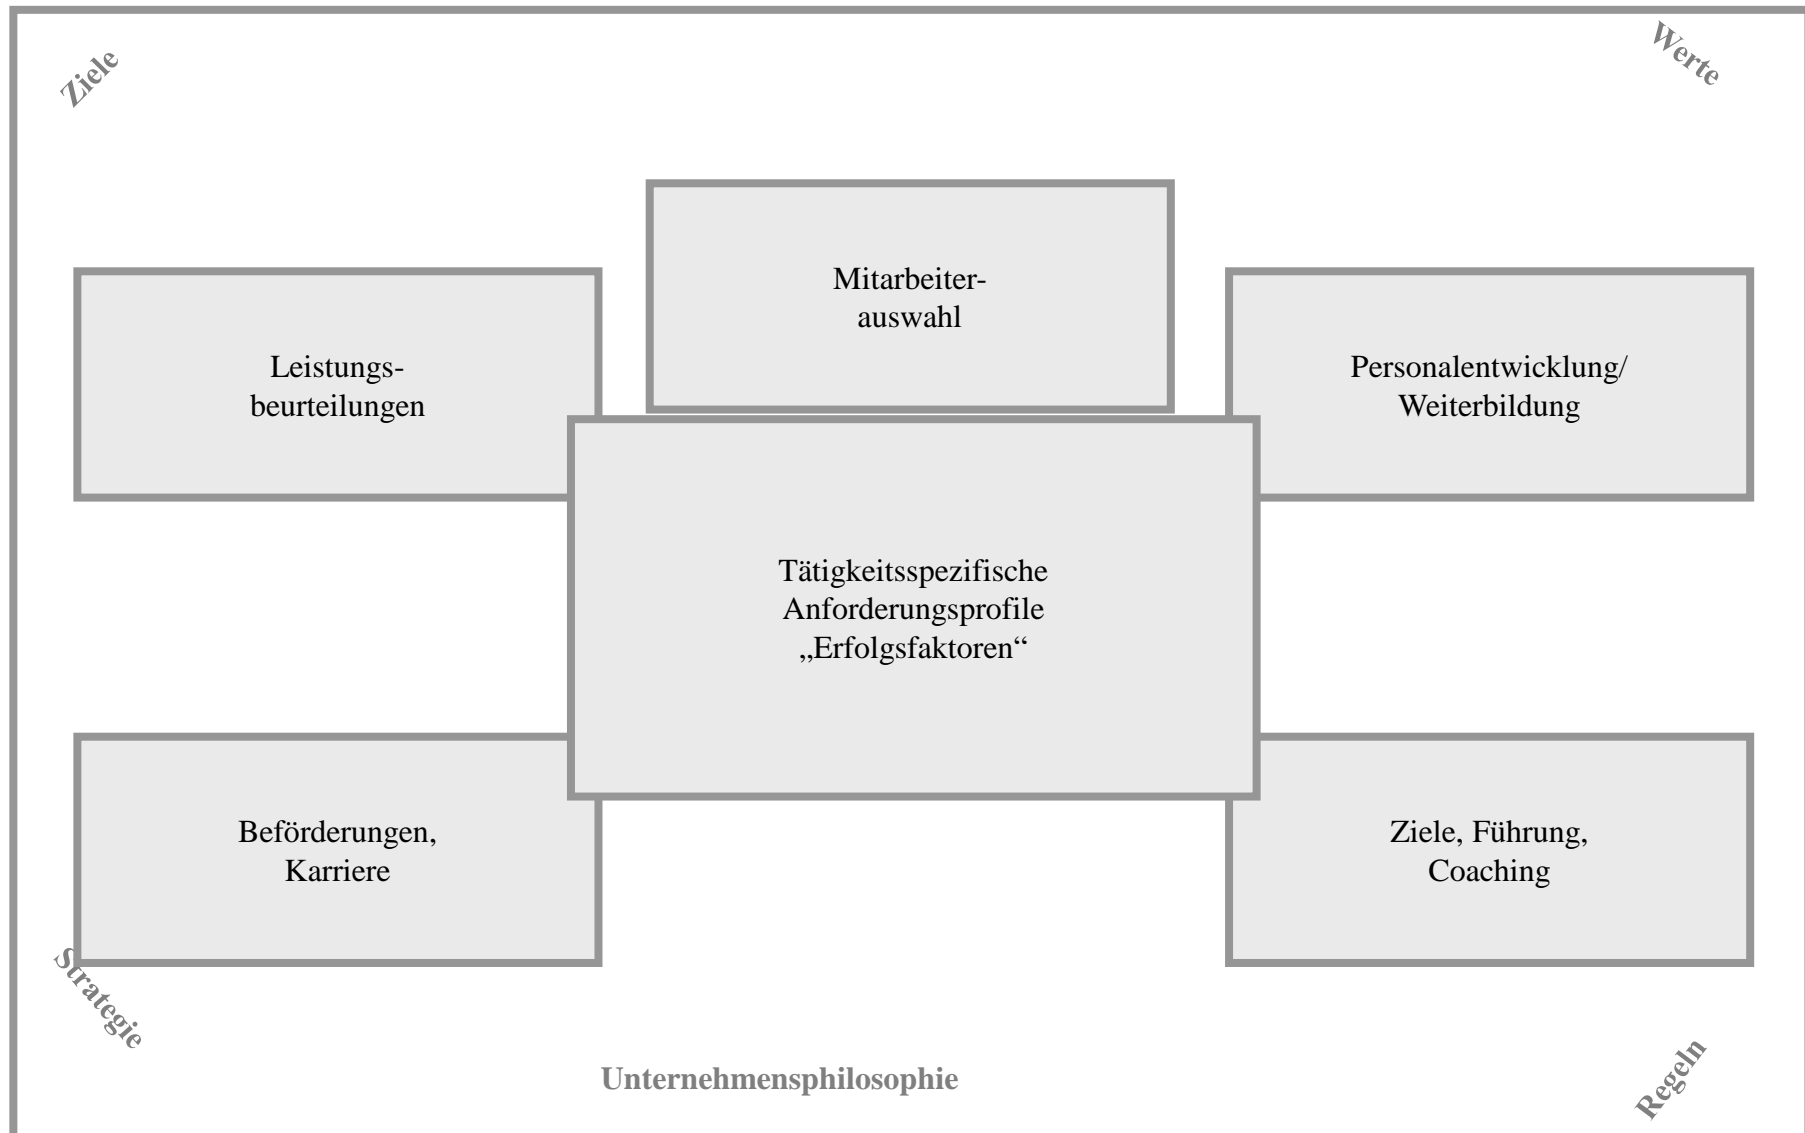 Ziele
Werte
Mitarbeiter-
auswahl
Leistungs-
beurteilungen
Personalentwicklung/
Weiterbildung
Tätigkeitsspezifische
Anforderungsprofile
„Erfolgsfaktoren“
Beförderungen,
Karriere
Ziele, Führung,
Coaching
Strategie
Unternehmensphilosophie
Regeln